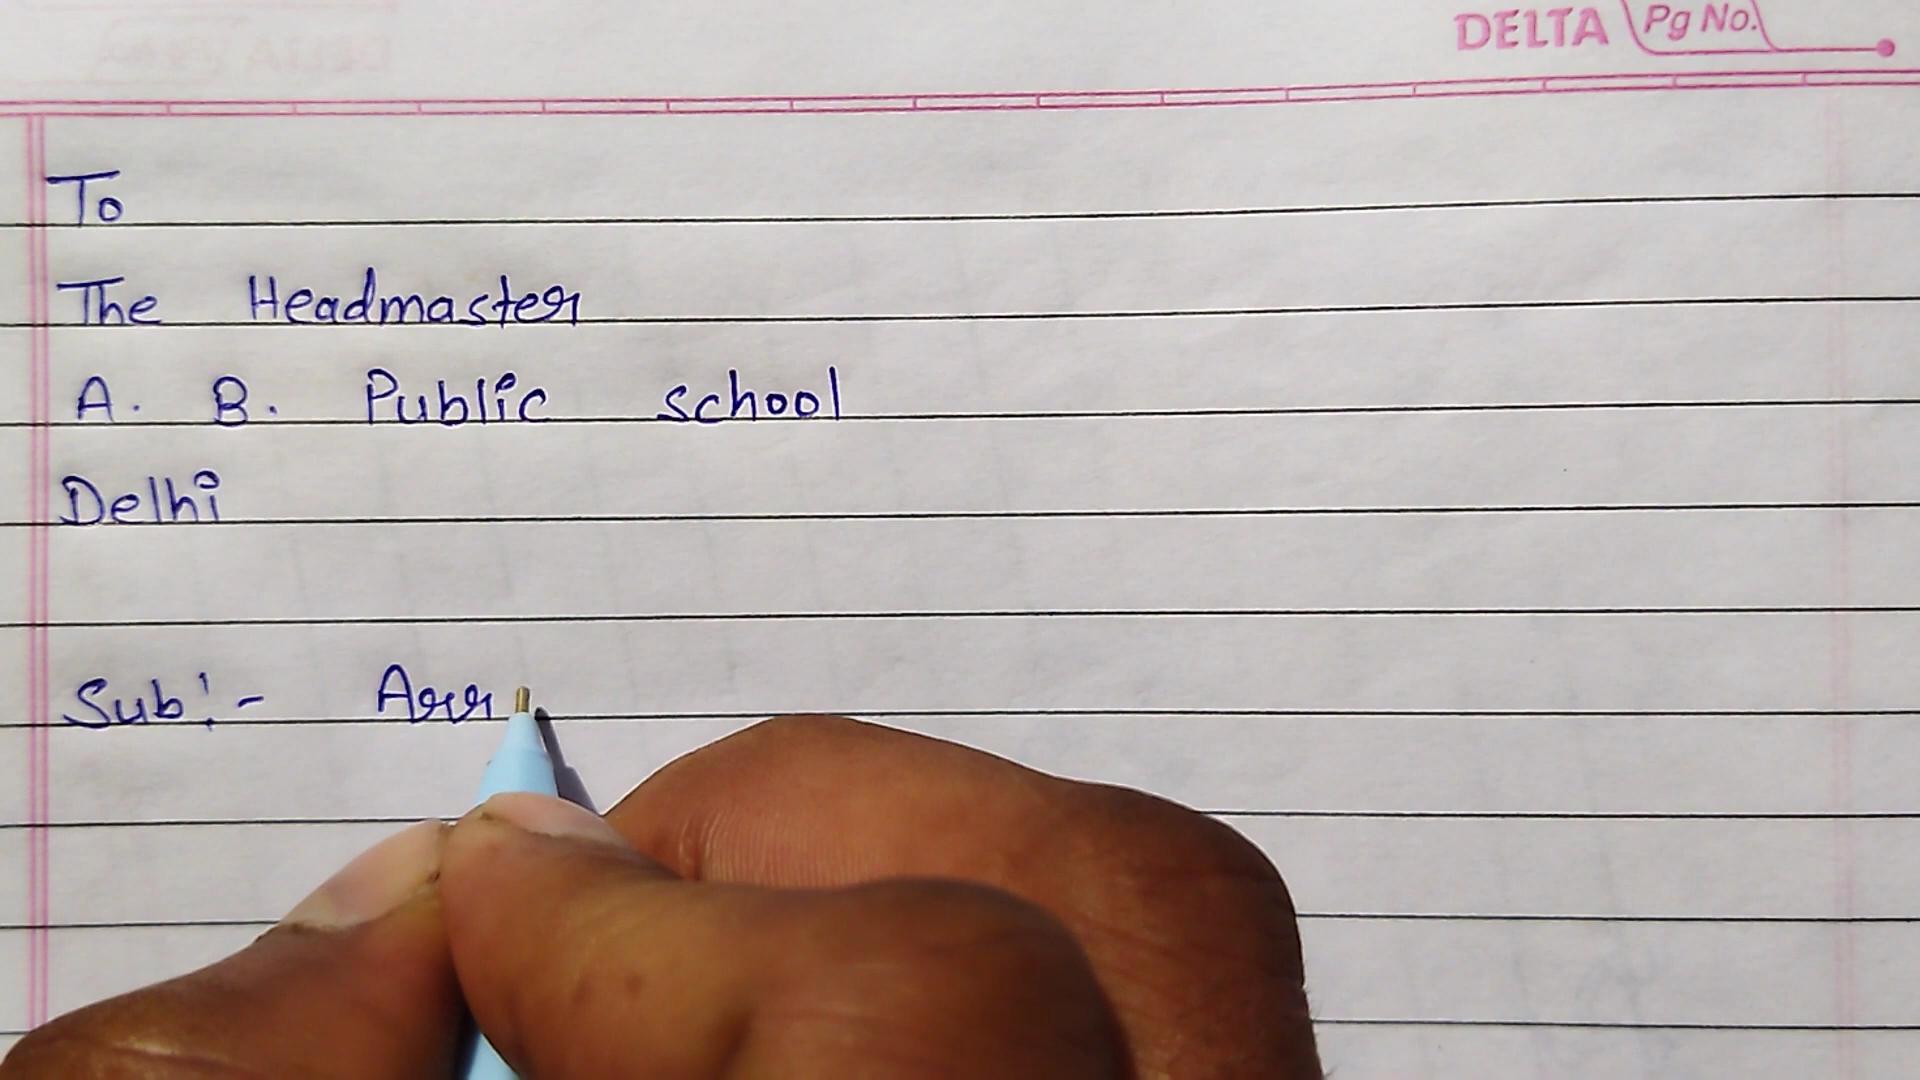 DELTA Pg No.
To
The Headmaster
A. B. Public school
Delhi
Sub:- Arr